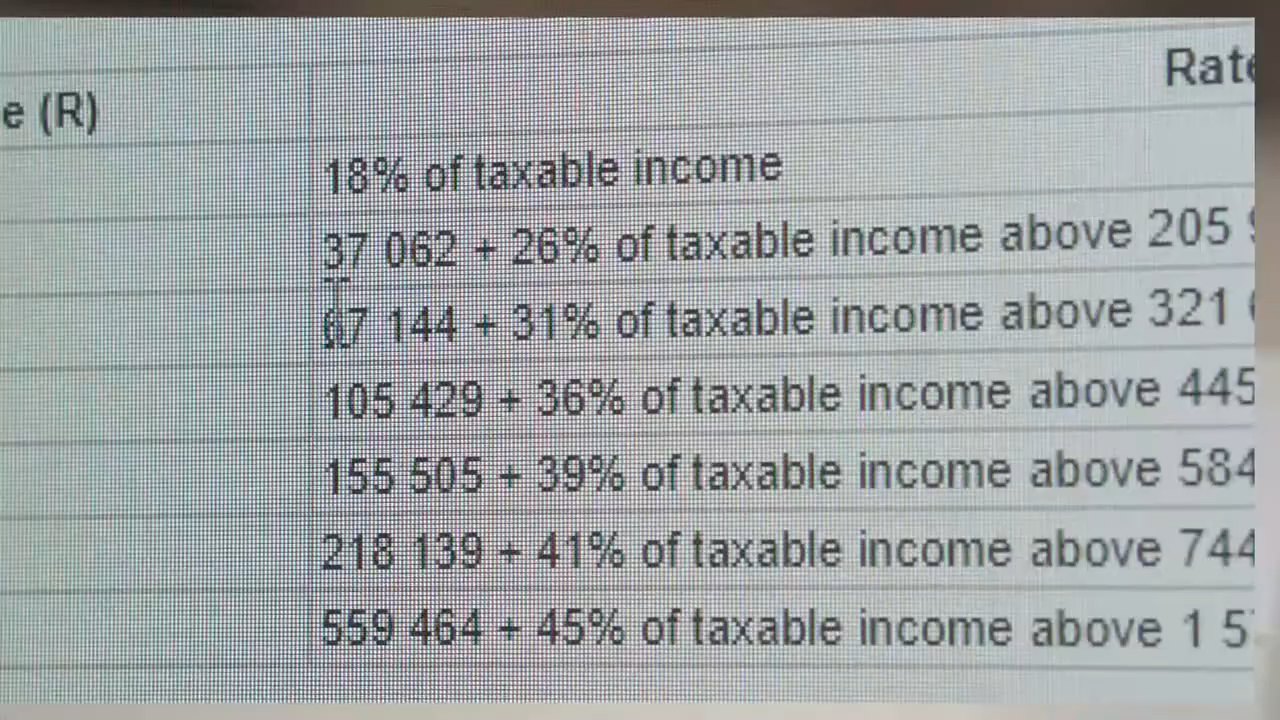 e (R)
Rate
18% of taxable income
37 062 + 26% of taxable income above 205
67 144 + 31% of taxable income above 321
105 429 + 36% of taxable income above 445
155 505 + 39% of taxable income above 584
218 139 + 41% of taxable income above 744
559 464 + 45% of taxable income above 1 5